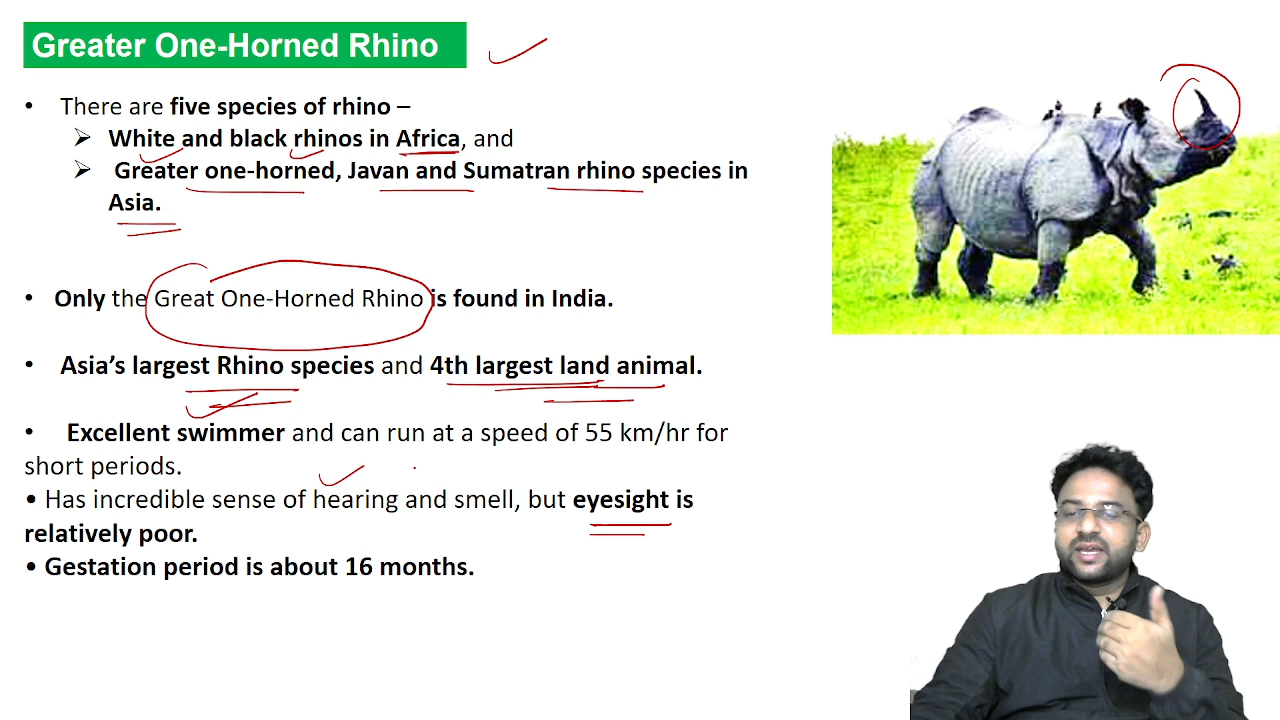 Greater One-Horned Rhino
• There are five species of rhino –
➢ White and black rhinos in Africa, and
➢ Greater one-horned, Javan and Sumatran rhino species in
Asia.
• Only the Great One-Horned Rhino is found in India.
• Asia's largest Rhino species and 4th largest land animal.
• Excellent swimmer and can run at a speed of 55 km/hr for
short periods.
• Has incredible sense of hearing and smell, but eyesight is
relatively poor.
• Gestation period is about 16 months.